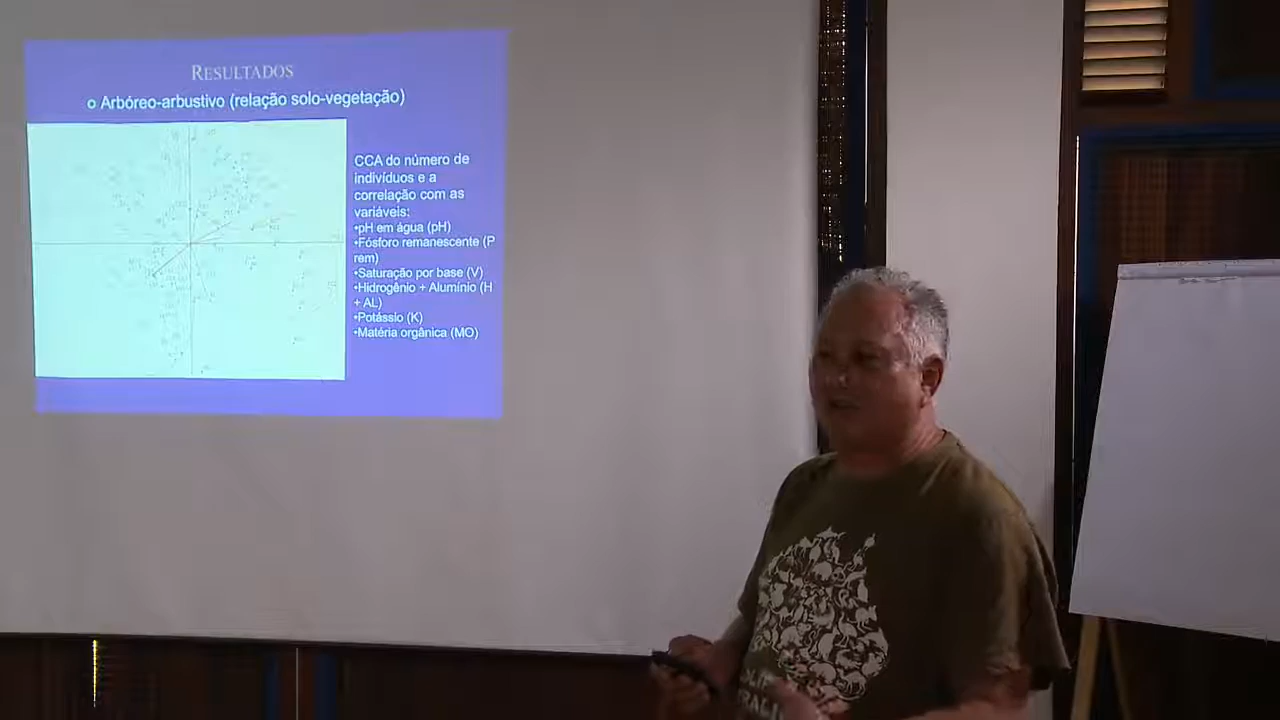 RESULTADOS
o Arbóreo-arbustivo (relação solo-vegetação)
CCA do número de
indivíduos e a
correlação com as
variáveis:
•pH em água (pH)
•Fósforo remanescente (P
rem)
•Saturação por base (V)
•Hidrogênio + Alumínio (H
+ AL)
•Potássio (K)
•Matéria orgânica (MO)